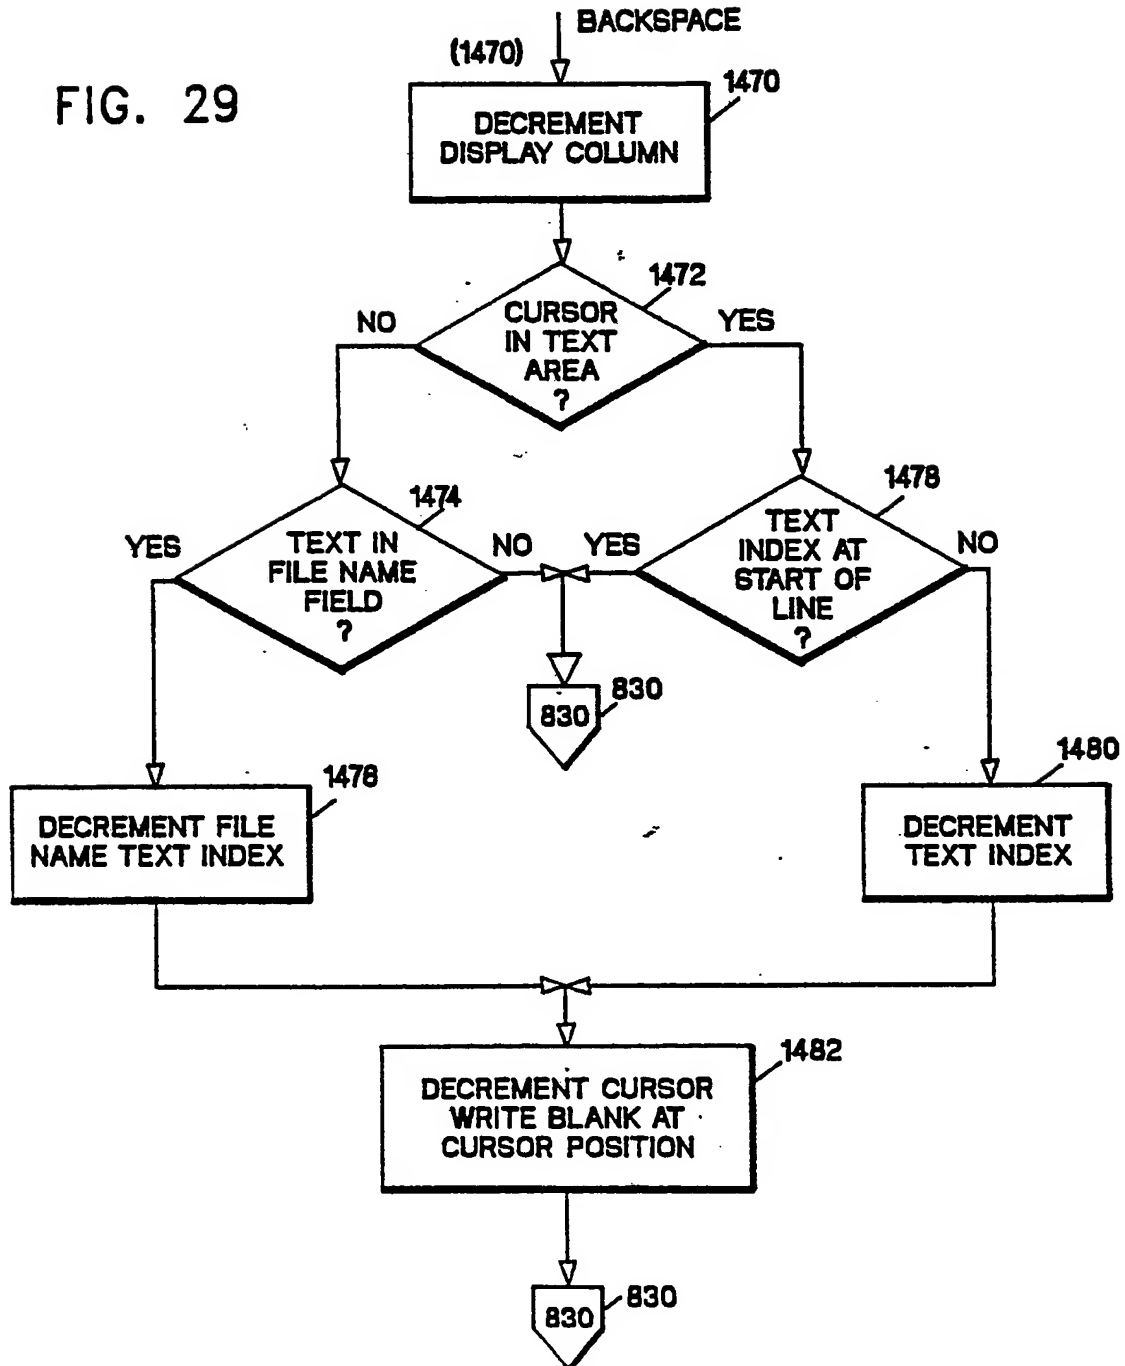 BACKSPACE
(1470)
FIG. 29
1470
DECREMENT
DISPLAY COLUMN
1472
CURSOR
IN TEXT
AREA
?
NO
YES
1474
TEXT IN
FILE NAME
FIELD
?
YES
NO
1478
TEXT
INDEX AT
START OF
LINE
?
YES
NO
830
830
1476
DECREMENT FILE
NAME TEXT INDEX
1480
DECREMENT
TEXT INDEX
1482
DECREMENT CURSOR
WRITE BLANK AT
CURSOR POSITION
830
830